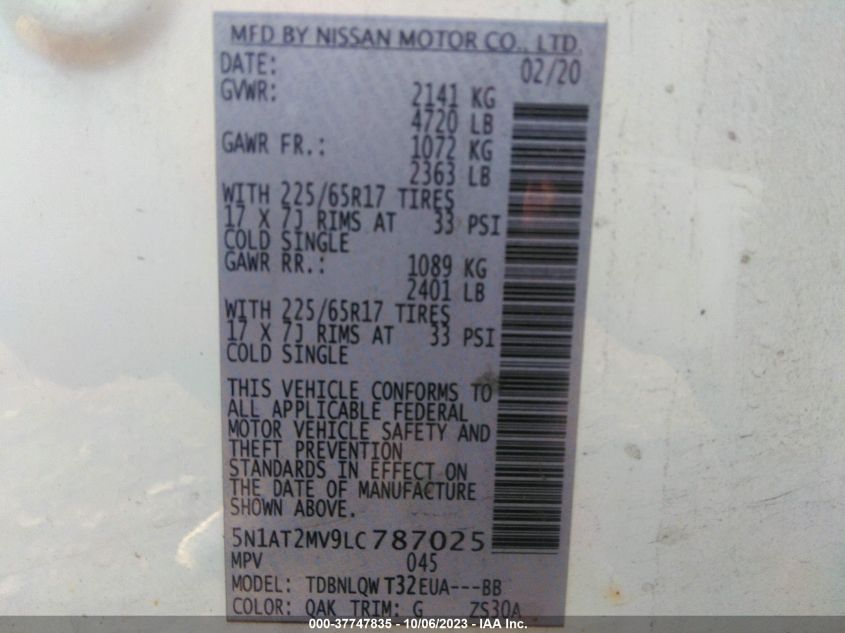 MFD BY NISSAN MOTOR CO., LTD.
DATE: 02/20
GVWR: 2141 KG
4720 LB
GAWR FR.: 1072 KG
2363 LB
WITH 225/65R17 TIRES
17 X 7J RIMS AT 33 PSI
COLD SINGLE
GAWR RR.: 1089 KG
2401 LB
WITH 225/65R17 TIRES
17 X 7J RIMS AT 33 PSI
COLD SINGLE
THIS VEHICLE CONFORMS TO
ALL APPLICABLE FEDERAL
MOTOR VEHICLE SAFETY AND
THEFT PREVENTION
STANDARDS IN EFFECT ON
THE DATE OF MANUFACTURE
SHOWN ABOVE.
5N1AT2MV9LC787025
MPV 045
MODEL: TDBNLQWT32EUA---BB
COLOR: QAK TRIM: G ZS30A
000-37747835 - 10/06/2023 - IAA Inc.